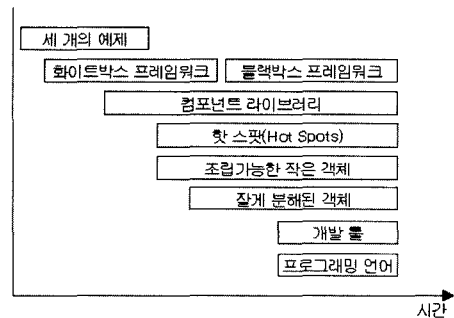 세 개의 예제
화이트박스 프레임워크 블랙박스 프레임워크
컴포넌트 라이브러리
핫 스팟(Hot Spots)
조립가능한 작은 객체
잘게 분해된 객체
개발 툴
프로그래밍 언어
시간